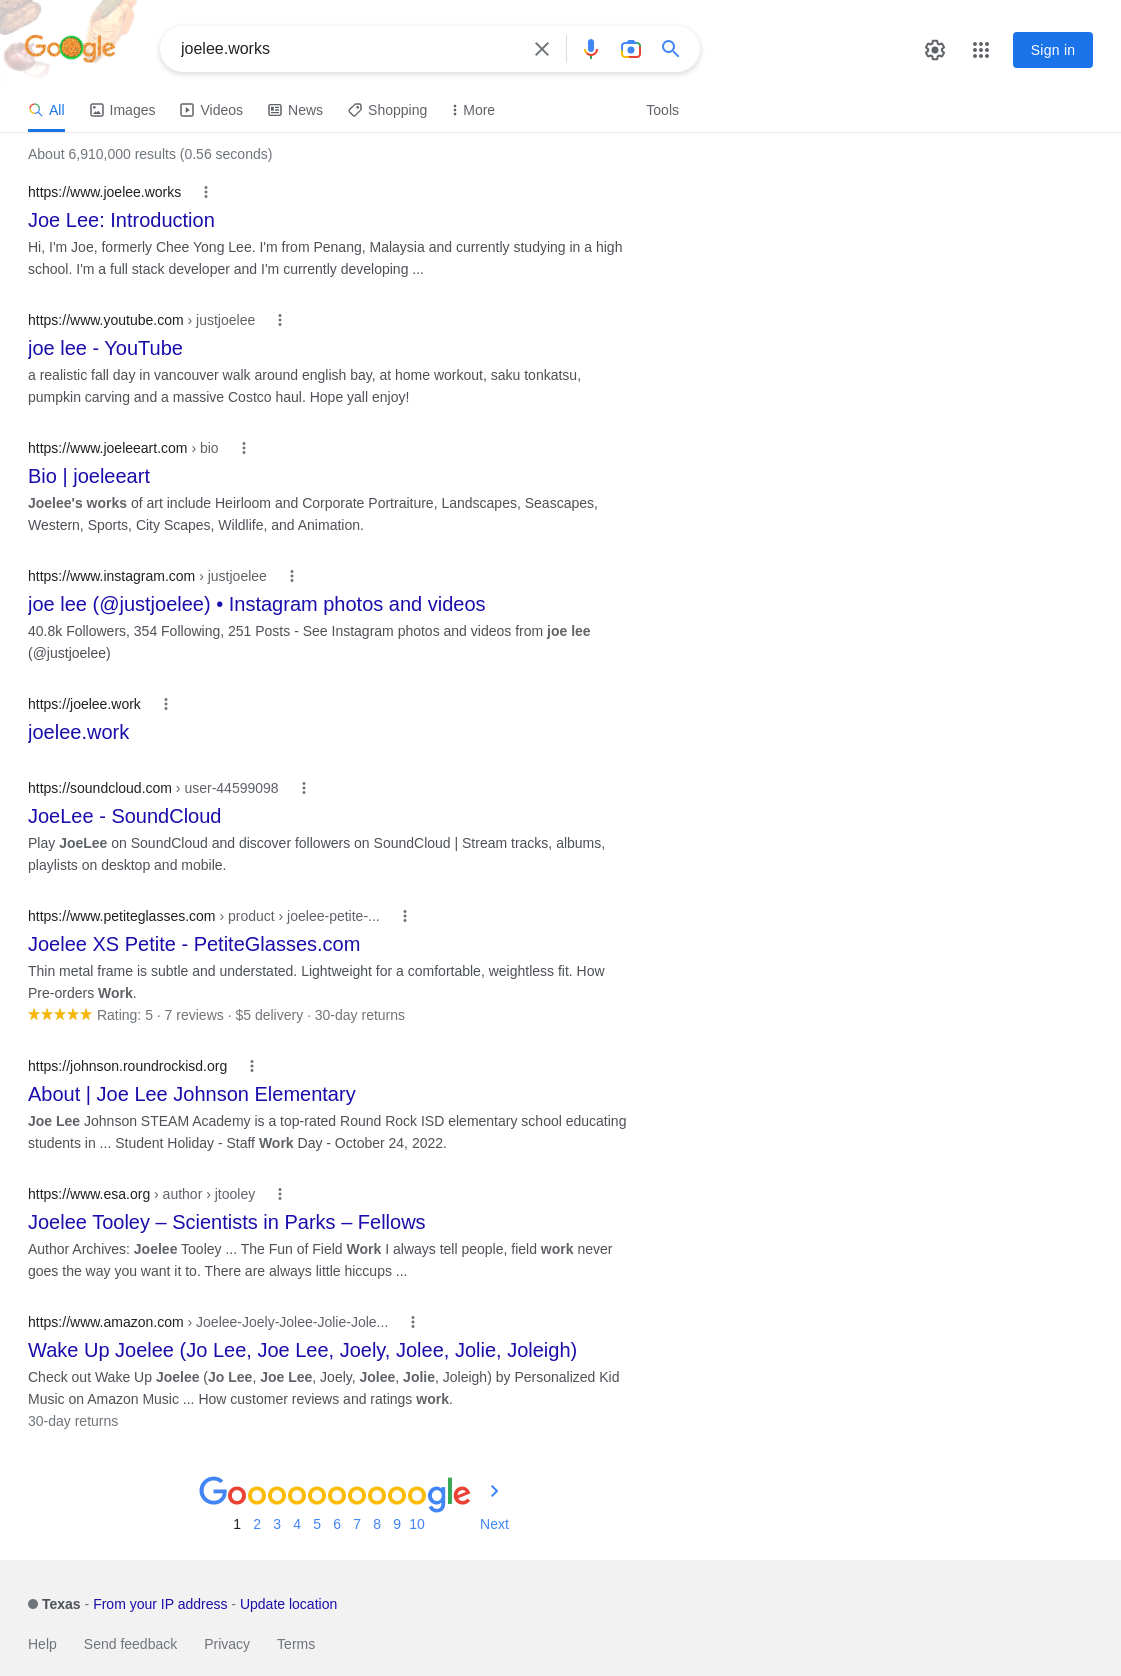 Google
joelee.works
Sign in
All Images Videos News Shopping More Tools
About 6,910,000 results (0.56 seconds)
https://www.joelee.works
Joe Lee: Introduction
Hi, I'm Joe, formerly Chee Yong Lee. I'm from Penang, Malaysia and currently studying in a high
school. I'm a full stack developer and I'm currently developing ...
https://www.youtube.com › justjoelee
joe lee - YouTube
a realistic fall day in vancouver walk around english bay, at home workout, saku tonkatsu,
pumpkin carving and a massive Costco haul. Hope yall enjoy!
https://www.joeleeart.com › bio
Bio | joeleeart
Joelee's works of art include Heirloom and Corporate Portraiture, Landscapes, Seascapes,
Western, Sports, City Scapes, Wildlife, and Animation.
https://www.instagram.com › justjoelee
joe lee (@justjoelee) • Instagram photos and videos
40.8k Followers, 354 Following, 251 Posts - See Instagram photos and videos from joe lee
(@justjoelee)
https://joelee.work
joelee.work
https://soundcloud.com › user-44599098
JoeLee - SoundCloud
Play JoeLee on SoundCloud and discover followers on SoundCloud | Stream tracks, albums,
playlists on desktop and mobile.
https://www.petiteglasses.com › product › joelee-petite-...
Joelee XS Petite - PetiteGlasses.com
Thin metal frame is subtle and understated. Lightweight for a comfortable, weightless fit. How
Pre-orders Work.
Rating: 5 · 7 reviews · $5 delivery · 30-day returns
https://johnson.roundrockisd.org
About | Joe Lee Johnson Elementary
Joe Lee Johnson STEAM Academy is a top-rated Round Rock ISD elementary school educating
students in ... Student Holiday - Staff Work Day - October 24, 2022.
https://www.esa.org › author › jtooley
Joelee Tooley – Scientists in Parks – Fellows
Author Archives: Joelee Tooley ... The Fun of Field Work I always tell people, field work never
goes the way you want it to. There are always little hiccups ...
https://www.amazon.com › Joelee-Joely-Jolee-Jolie-Jole...
Wake Up Joelee (Jo Lee, Joe Lee, Joely, Jolee, Jolie, Joleigh)
Check out Wake Up Joelee (Jo Lee, Joe Lee, Joely, Jolee, Jolie, Joleigh) by Personalized Kid
Music on Amazon Music ... How customer reviews and ratings work.
30-day returns
Goooooooooogle
1 2 3 4 5 6 7 8 9 10 Next
Texas - From your IP address - Update location
Help Send feedback Privacy Terms